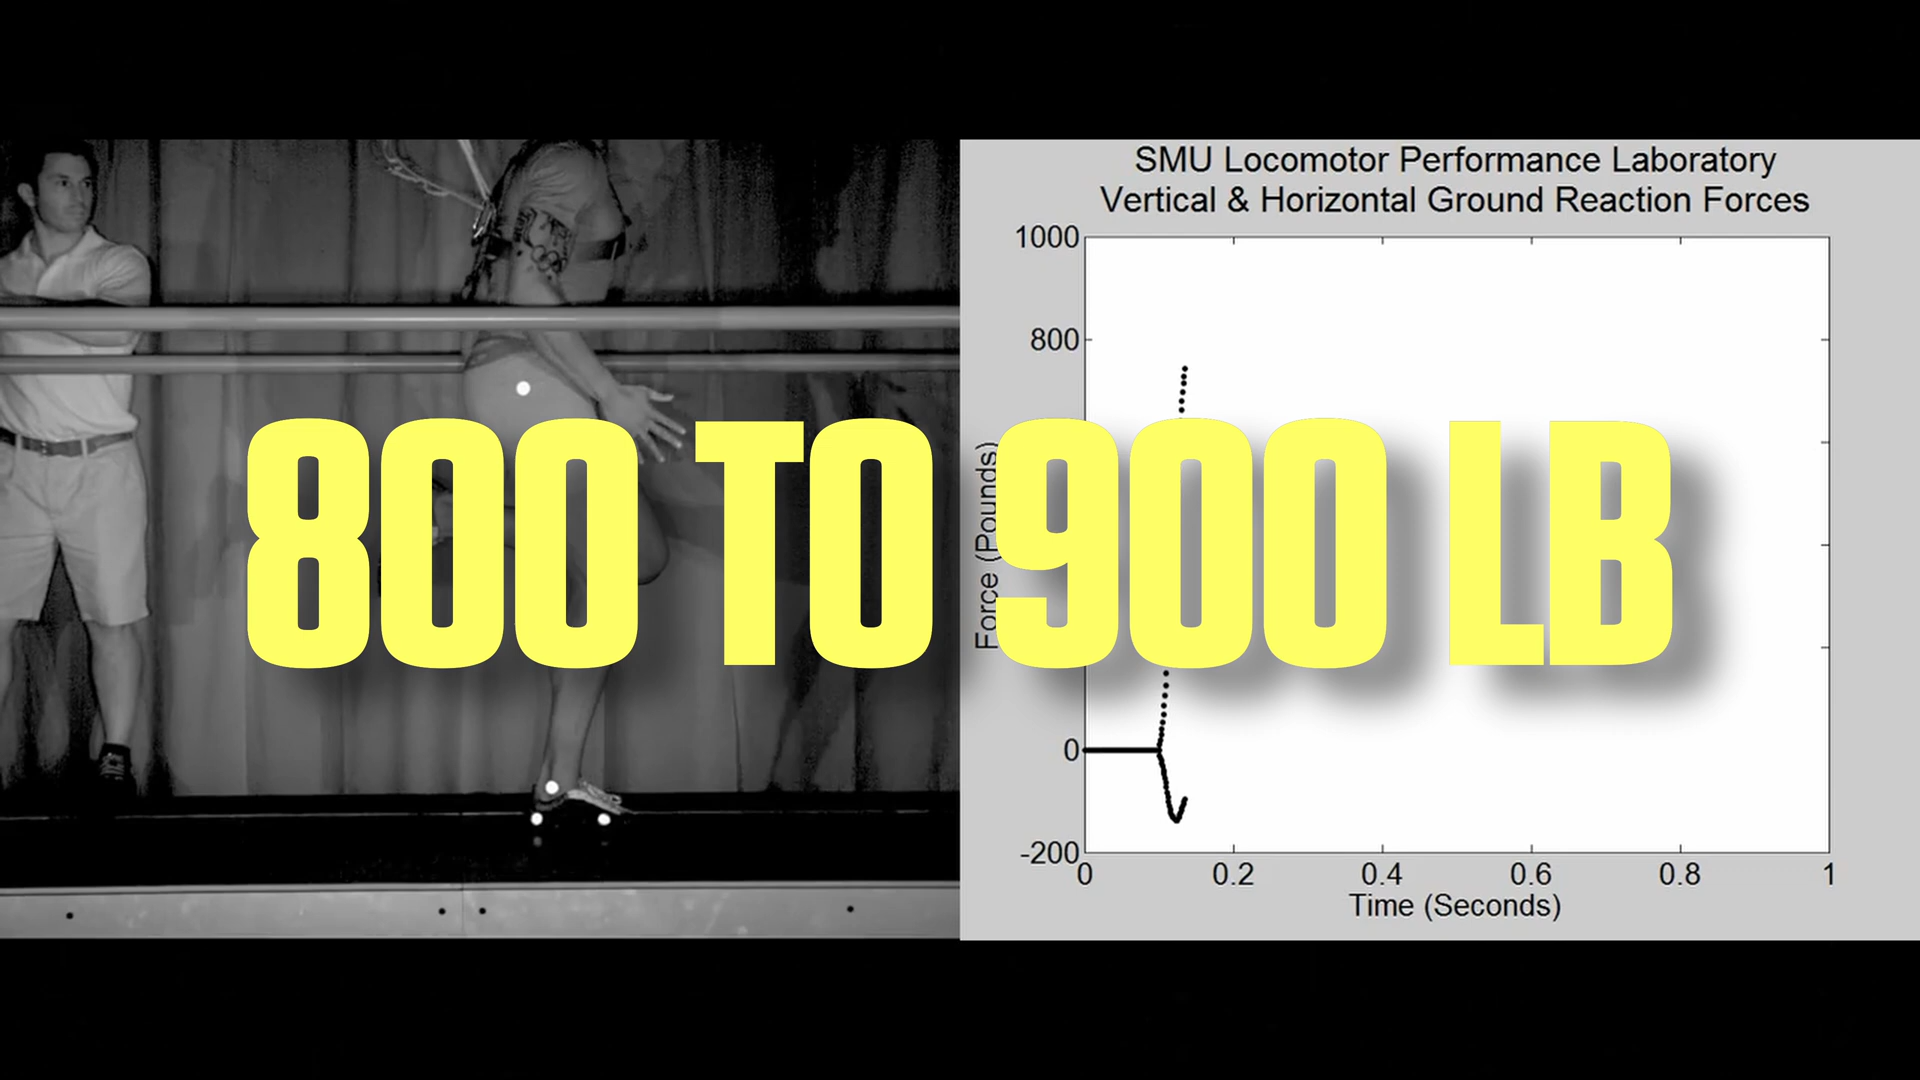 SMU Locomotor Performance Laboratory
Vertical & Horizontal Ground Reaction Forces
1000
800
800 TO 900 LB
Force (Pounds)
0
-200
0 0.2 0.4 0.6 0.8 1
Time (Seconds)